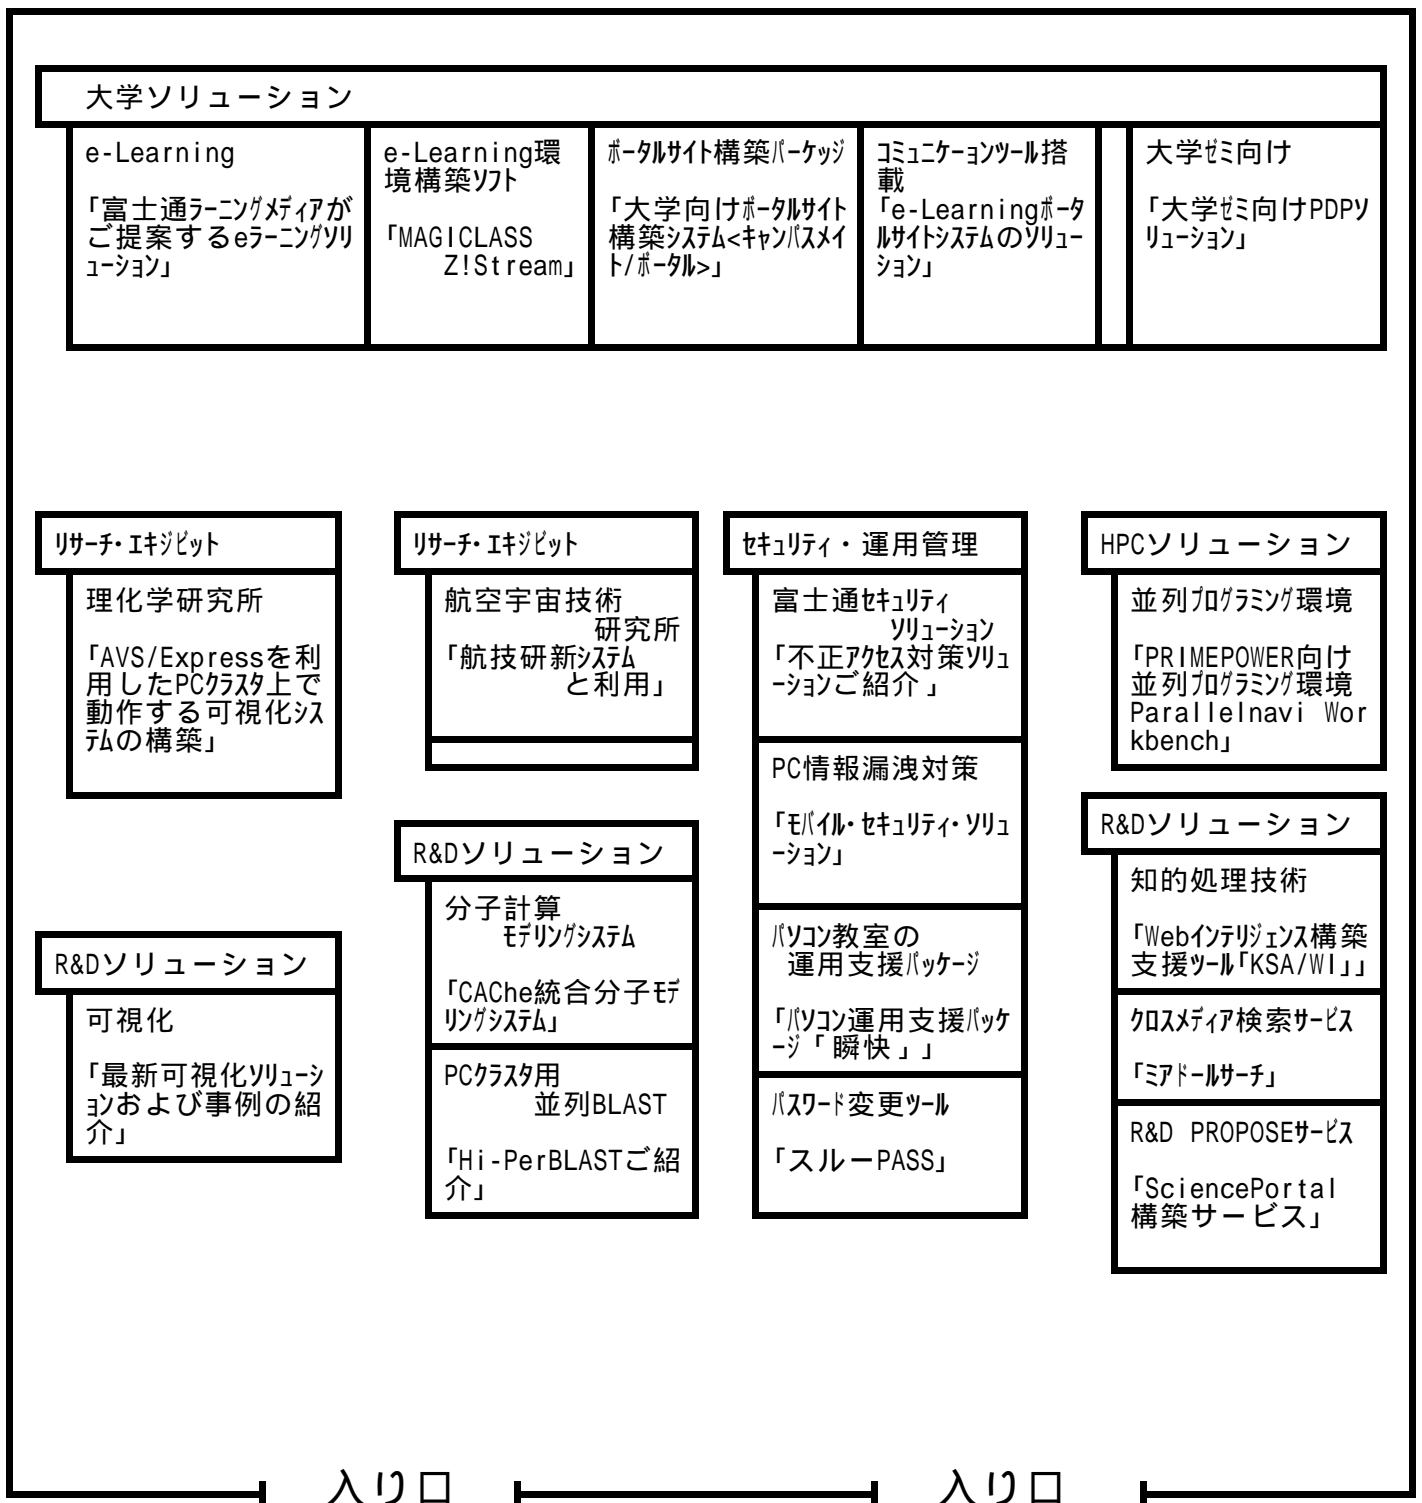 大学ソリューション
e-Learning
「富士通ﾗｰﾆﾝｸﾞﾒﾃﾞｨｱが
ご提案するeﾗｰﾆﾝｸﾞｿﾘ
ｭｰｼｮﾝ」
e-Learning環
境構築ｿﾌﾄ
「MAGICLASS
Z!Stream」
ﾎﾟｰﾀﾙｻｲﾄ構築ﾊﾟｰｹｯｼﾞ
「大学向けﾎﾟｰﾀﾙｻｲﾄ
構築ｼｽﾃﾑ<ｷｬﾝﾊﾟｽﾒｲ
ﾄ/ﾎﾟｰﾀﾙ>」
ｺﾐｭﾆｹｰｮﾝﾂｰﾙ搭
載
「e-Learningﾎﾟｰﾀ
ﾙｻｲﾄｼｽﾃﾑのｿﾘｭｰ
ｼｮﾝ」
大学ｾﾞﾐ向け
「大学ｾﾞﾐ向けPDPｿ
ﾘｭｰｼｮﾝ」
ﾘｻｰﾁ･ｴｷｼﾞﾋﾞｯﾄ
理化学研究所
「AVS/Expressを利
用したPCｸﾗｽﾀ上で
動作する可視化ｼｽ
ﾃﾑの構築」
R&Dソリューション
可視化
「最新可視化ｿﾘｭｰｼ
ｮﾝおよび事例の紹
介」
ﾘｻｰﾁ･ｴｷｼﾞﾋﾞｯﾄ
航空宇宙技術
研究所
「航技研新ｼｽﾃﾑ
と利用」
R&Dソリューション
分子計算
ﾓﾃﾞﾘﾝｸﾞｼｽﾃﾑ
「CAChe統合分子ﾓﾃﾞ
ﾘﾝｸﾞｼｽﾃﾑ」
PCｸﾗｽﾀ用
並列BLAST
「Hi-PerBLASTご紹
介」
ｾｷｭﾘﾃｨ・運用管理
富士通ｾｷｭﾘﾃｨ
ｿﾘｭｰｼｮﾝ
「不正ｱｸｾｽ対策ｿﾘｭ
ｰｼｮﾝご紹介」
PC情報漏洩対策
「ﾓﾊﾞｲﾙ･ｾｷｭﾘﾃｨ･ｿﾘｭ
ｰｼｮﾝ」
ﾊﾟｿｺﾝ教室の
運用支援ﾊﾟｯｹｰｼﾞ
「ﾊﾟｿｺﾝ運用支援ﾊﾟｯｹ
ｰｼﾞ「瞬快」」
ﾊﾟｽﾜｰﾄﾞ変更ﾂｰﾙ
「スルーPASS」
HPCソリューション
並列ﾌﾟﾛｸﾞﾗﾐﾝｸﾞ環境
「PRIMEPOWER向け
並列ﾌﾟﾛｸﾞﾗﾐﾝｸﾞ環境
Parallelnavi Wor
kbench」
R&Dソリューション
知的処理技術
「Webｲﾝﾃﾘｼﾞｪﾝｽ構築
支援ﾂｰﾙ「KSA/WI」」
ｸﾛｽﾒﾃﾞｨｱ検索ｻｰﾋﾞｽ
「ﾐｱﾄﾞｰﾙｻｰﾁ」
R&D PROPOSEｻｰﾋﾞｽ
「SciencePortal
構築サービス」
入り口
入り口